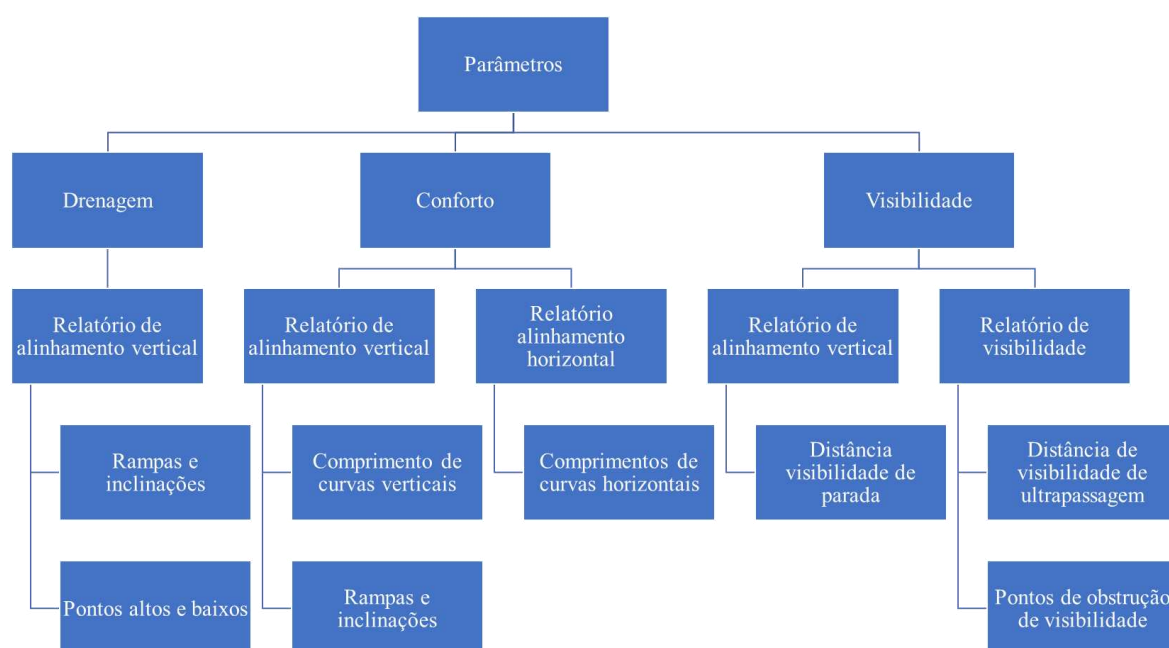 Parâmetros
Drenagem
Conforto
Visibilidade
Relatório de
alinhamento vertical
Relatório de
alinhamento vertical
Relatório
alinhamento
horizontal
Relatório de
alinhamento vertical
Relatório de
visibilidade
Rampas e
inclinações
Comprimento de
curvas verticais
Comprimentos de
curvas horizontais
Distância
visibilidade de
parada
Distância de
visibilidade de
ultrapassagem
Pontos altos e baixos
Rampas e
inclinações
Pontos de obstrução
de visibilidade